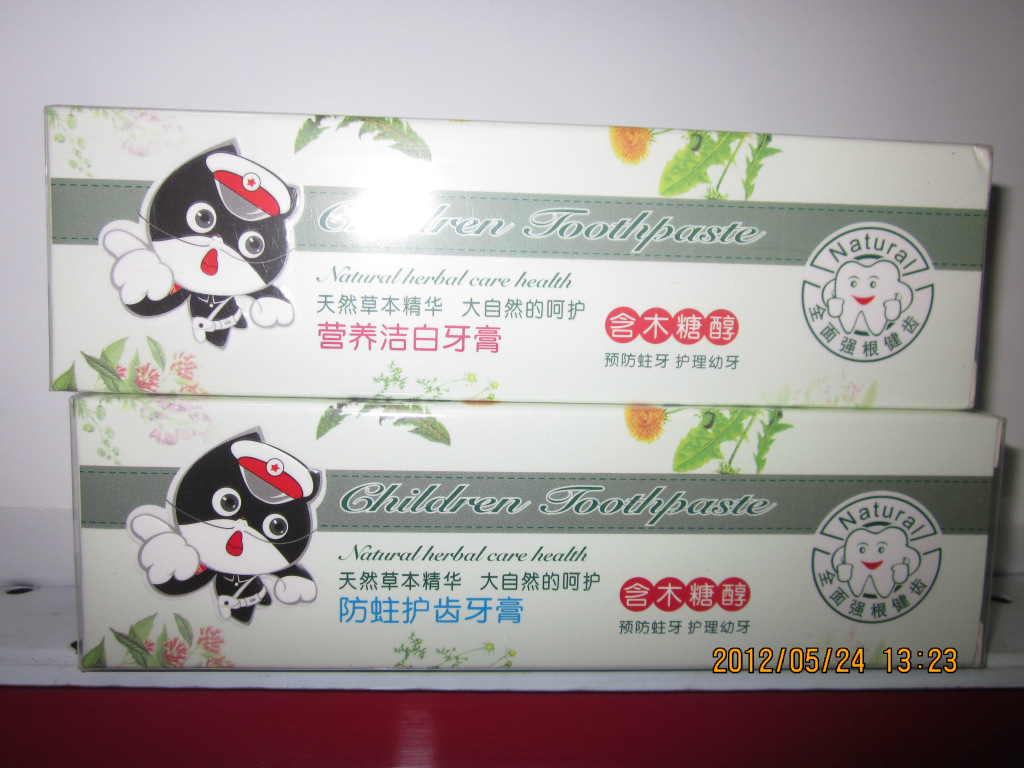 Children Toothpaste
Natural herbal care health
天然草本精华 大自然的呵护
营养洁白牙膏
含木糖醇
预防蛀牙 护理幼牙
Natural
全面强根健齿
Children Toothpaste
Natural herbal care health
天然草本精华 大自然的呵护
防蛀护齿牙膏
含木糖醇
预防蛀牙 护理幼牙
Natural
全面强根健齿
2012/05/24 13:23